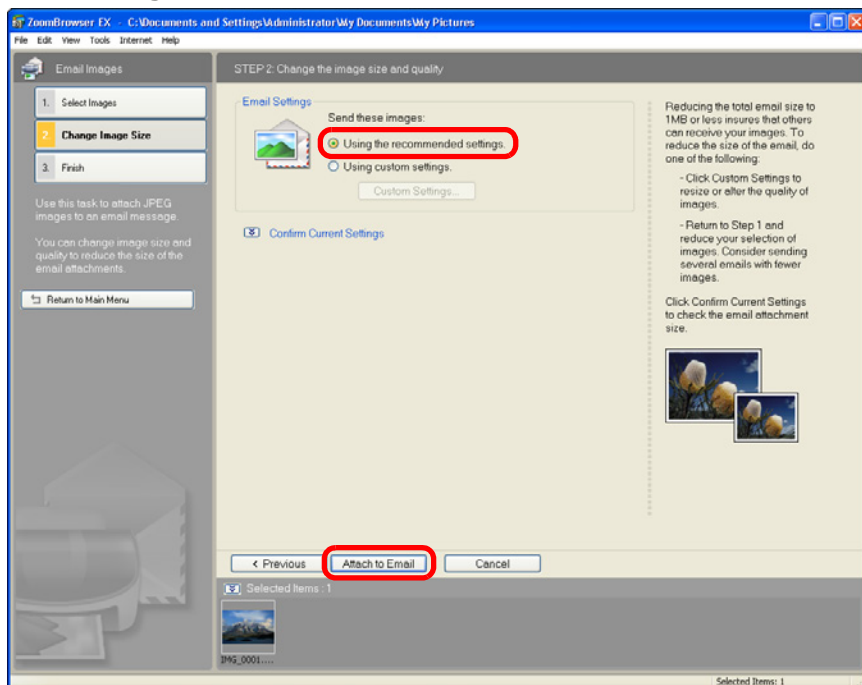 ZoomBrowser EX - C:\Documents and Settings\Administrator\My Documents\My Pictures
File Edit View Tools Internet Help
Email Images
1. Select Images
2. Change Image Size
3. Finish
Use this task to attach JPEG
images to an email message.
You can change image size and
quality to reduce the size of the
email attachments.
Return to Main Menu
STEP 2: Change the image size and quality
Email Settings
Send these images:
Using the recommended settings.
Using custom settings.
Custom Settings...
Confirm Current Settings
Reducing the total email size to
1MB or less insures that others
can receive your images. To
reduce the size of the email, do
one of the following:
- Click Custom Settings to
resize or alter the quality of
images.
- Return to Step 1 and
reduce your selection of
images. Consider sending
several emails with fewer
images.
Click Confirm Current Settings
to check the email attachment
size.
< Previous Attach to Email Cancel
Selected Items : 1
IMG_0001....
Selected Items: 1